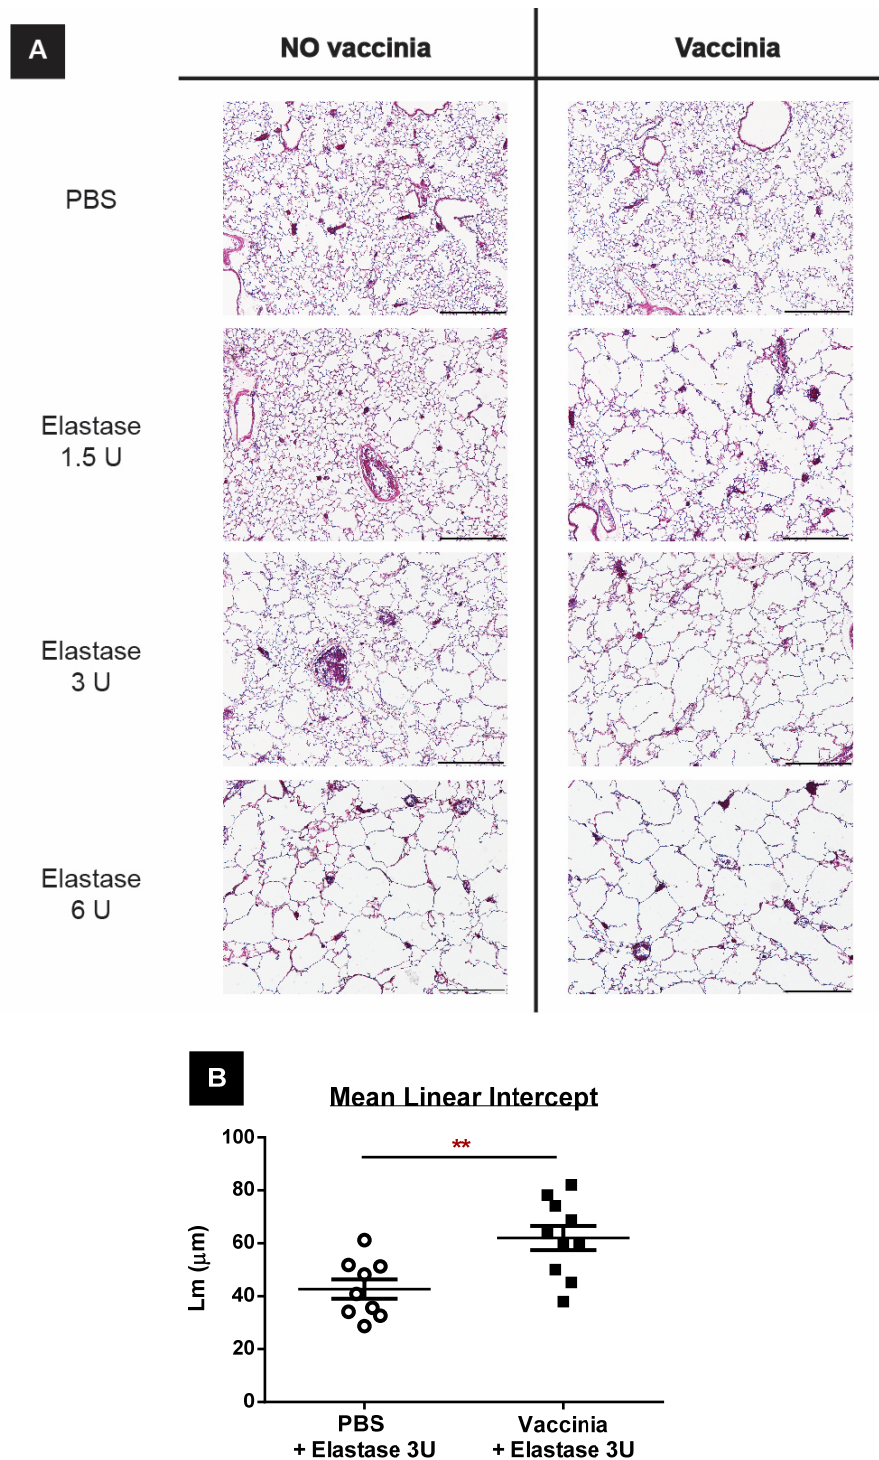 A
NO vaccinia
Vaccinia
PBS
Elastase
1.5 U
Elastase
3 U
Elastase
6 U
B
Mean Linear Intercept
**
100
80
60
40
20
0
Lm (μm)
PBS
+ Elastase 3U
Vaccinia
+ Elastase 3U